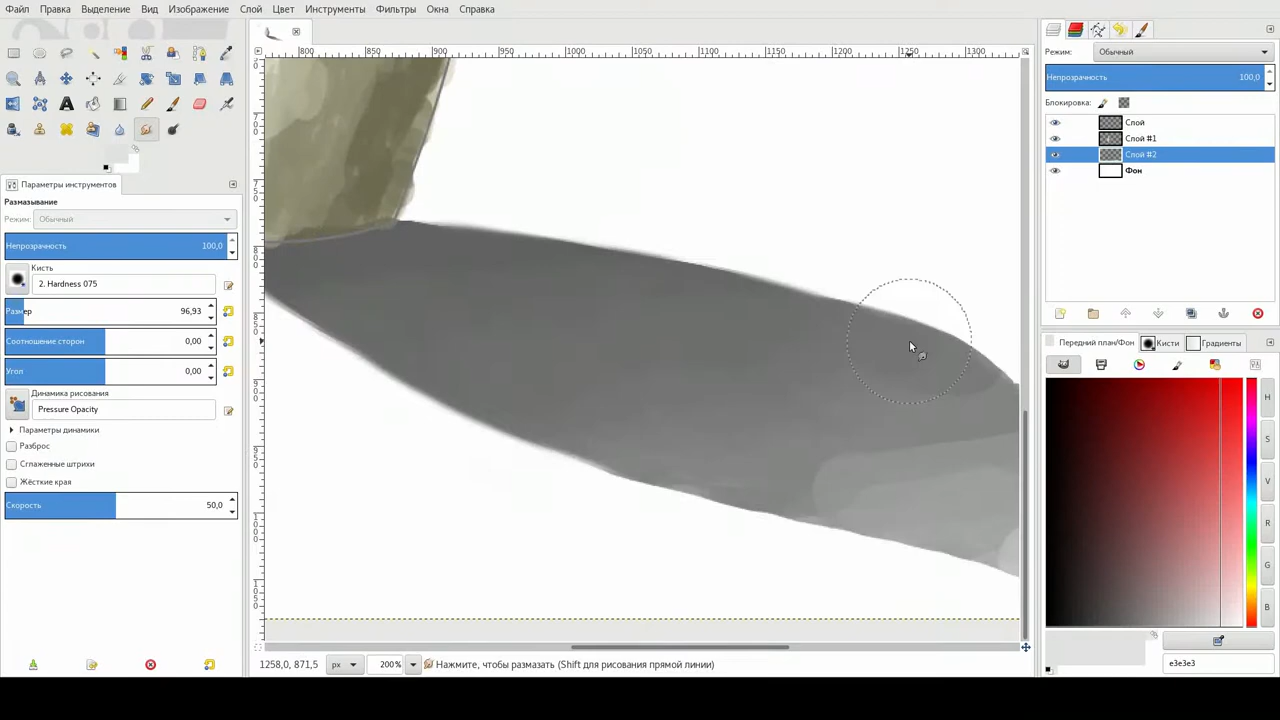 Файл Правка Выделение Вид Изображение Слой Цвет Инструменты Фильтры Окна Справка
Режим: Обычный
800 850 900 950 1000 1050 1100 1150 1200 1250 1300
Непрозрачность 100,0
Блокировка:
Слой
Слой #1
Слой #2
Фон
Параметры инструментов
Размазывание
Режим: Обычный
Непрозрачность 100,0
Кисть
2. Hardness 075
Размер 96,93
Соотношение сторон 0,00
Угол 0,00
Динамика рисования
Pressure Opacity
Параметры динамики
Разброс
Сглаженные штрихи
Жёсткие края
Скорость 50,0
Передний план/Фон Кисти Градиенты
H
S
V
R
G
B
e3e3e3
1258,0, 871,5 px 200% Нажмите, чтобы размазать (Shift для рисования прямой линии)